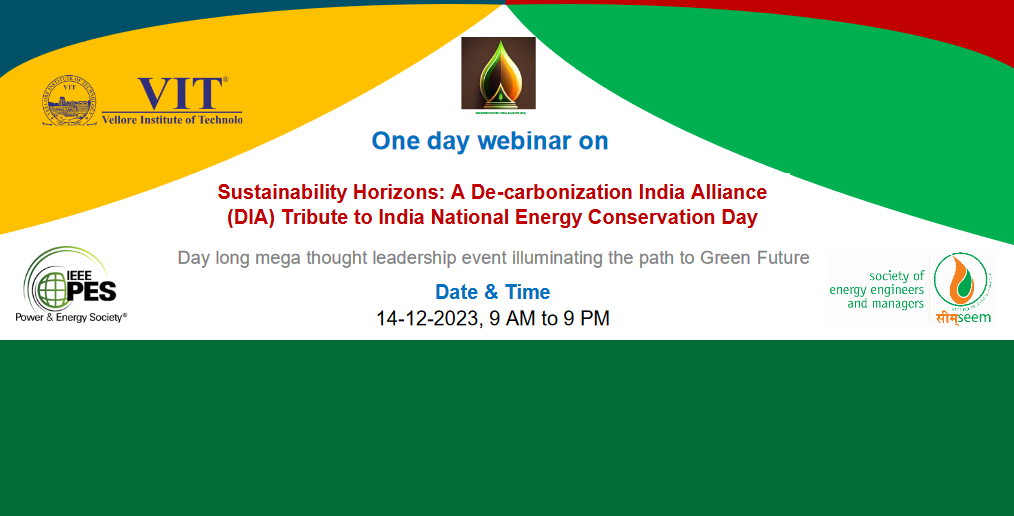 VIT®
Vellore Institute of Technolo
VIT
One day webinar on
Sustainability Horizons: A De-carbonization India Alliance
(DIA) Tribute to India National Energy Conservation Day
Day long mega thought leadership event illuminating the path to Green Future
Date & Time
14-12-2023, 9 AM to 9 PM
IEEE
PES
Power & Energy Society®
society of
energy engineers
and managers
सीम्seem